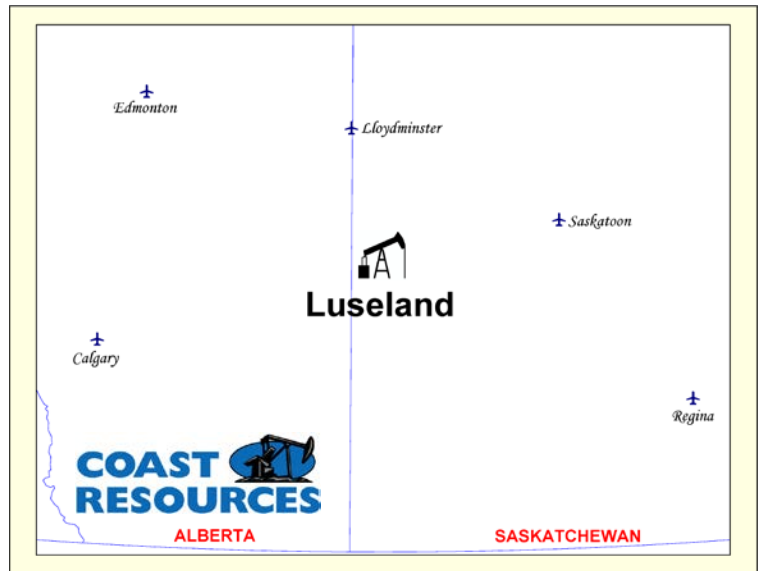 Edmonton
Lloydminster
Saskatoon
Luseland
Calgary
Regina
COAST
RESOURCES
ALBERTA
SASKATCHEWAN